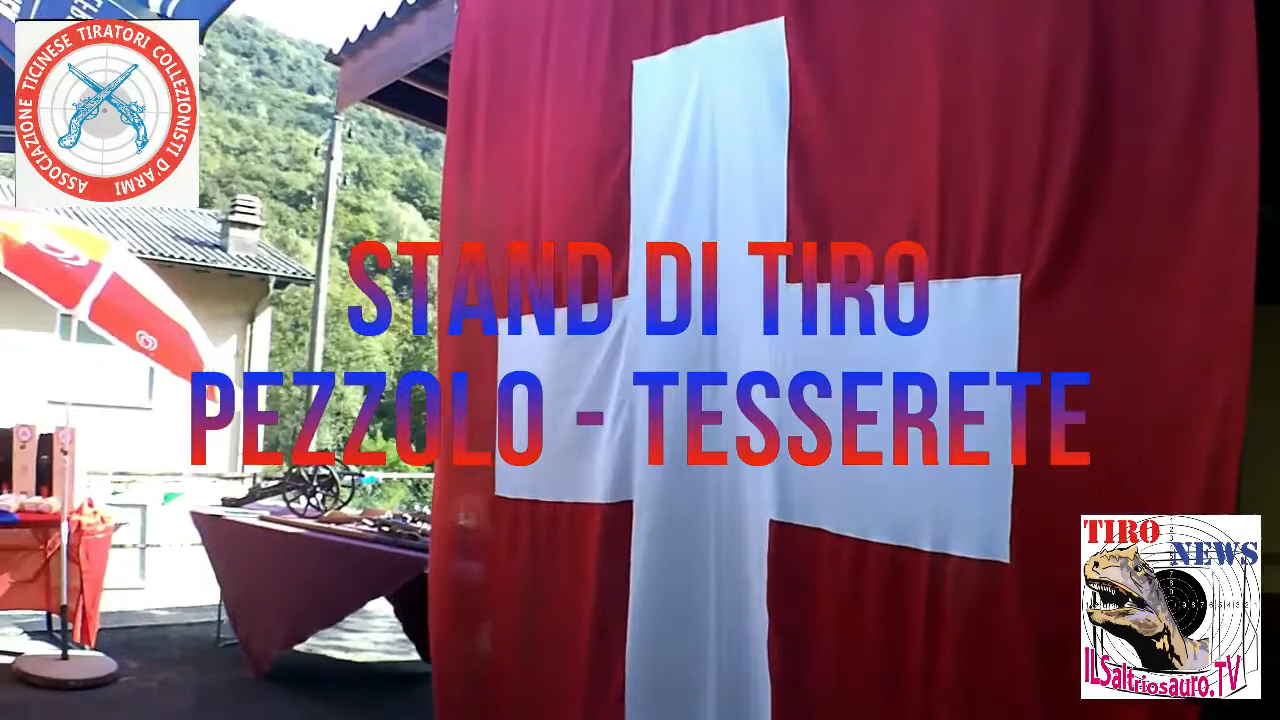 ASSOCIAZIONE TICINESE TIRATORI COLLEZIONISTI D'ARMI
STAND DI TIRO
PEZZOLO - TESSERETE
TIRO
NEWS
ILSaltriosauro.TV